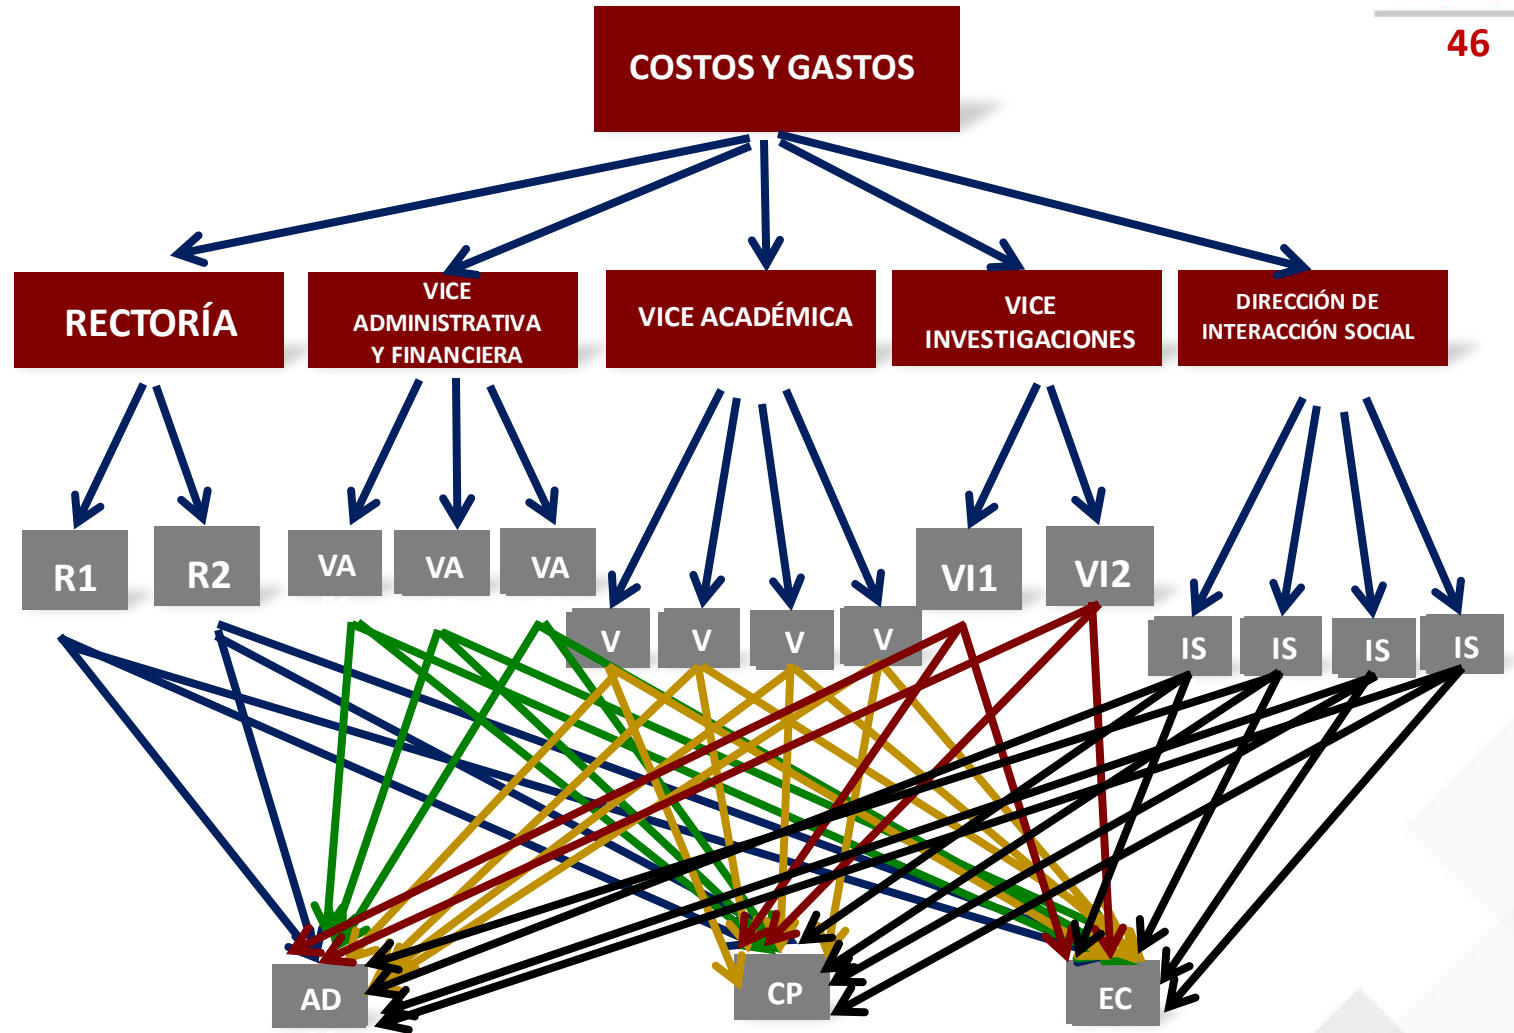 46
COSTOS Y GASTOS
RECTORÍA
VICE
ADMINISTRATIVA
Y FINANCIERA
VICE ACADÉMICA
VICE
INVESTIGACIONES
DIRECCIÓN DE
INTERACCIÓN SOCIAL
R1
R2
VA
VA
VA
VI1
VI2
V
V
V
V
IS
IS
IS
IS
AD
CP
EC